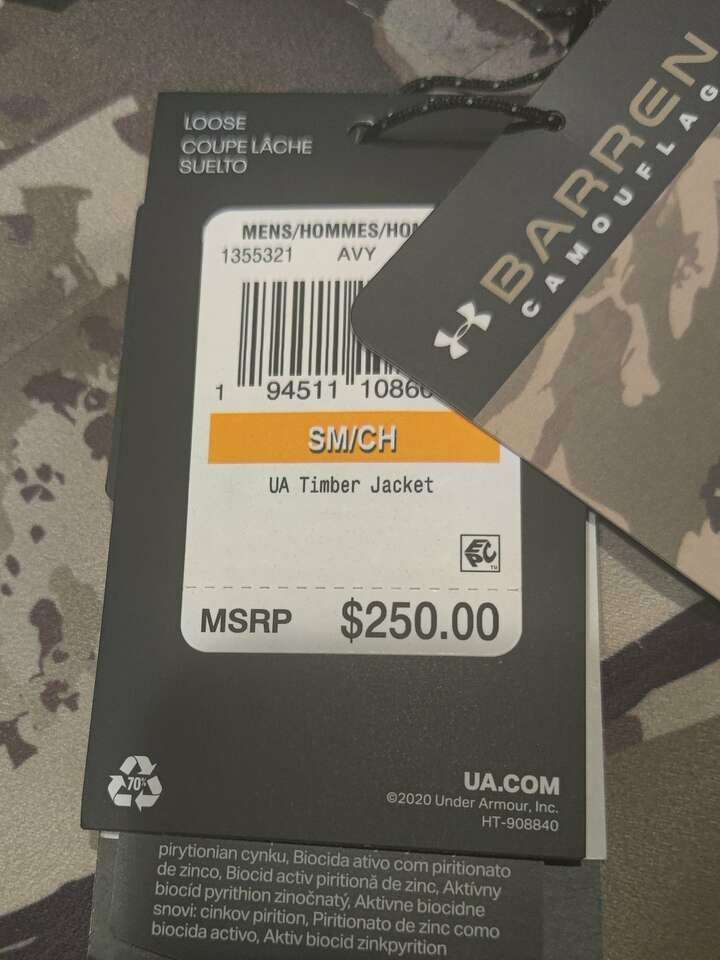 LOOSE
COUPE LÂCHE
SUELTO
MENS/HOMMES/
1355321 AVY
1 94511 1086
SM/CH
UA Timber Jacket
EPC
TM
MSRP $250.00
70%
UA.COM
©2020 Under Armour, Inc.
HT-908840
BARREN
CAMOUFLAG
pirytionian cynku, Biocida ativo com piritionato
de zinco, Biocid activ piritionă de zinc, Aktívny
biocíd pyrithion zinočnatý, Aktivne biocidne
snovi: cinkov pirition, Piritionato de zinc como
biocida activo, Aktiv biocid zinkpyrition